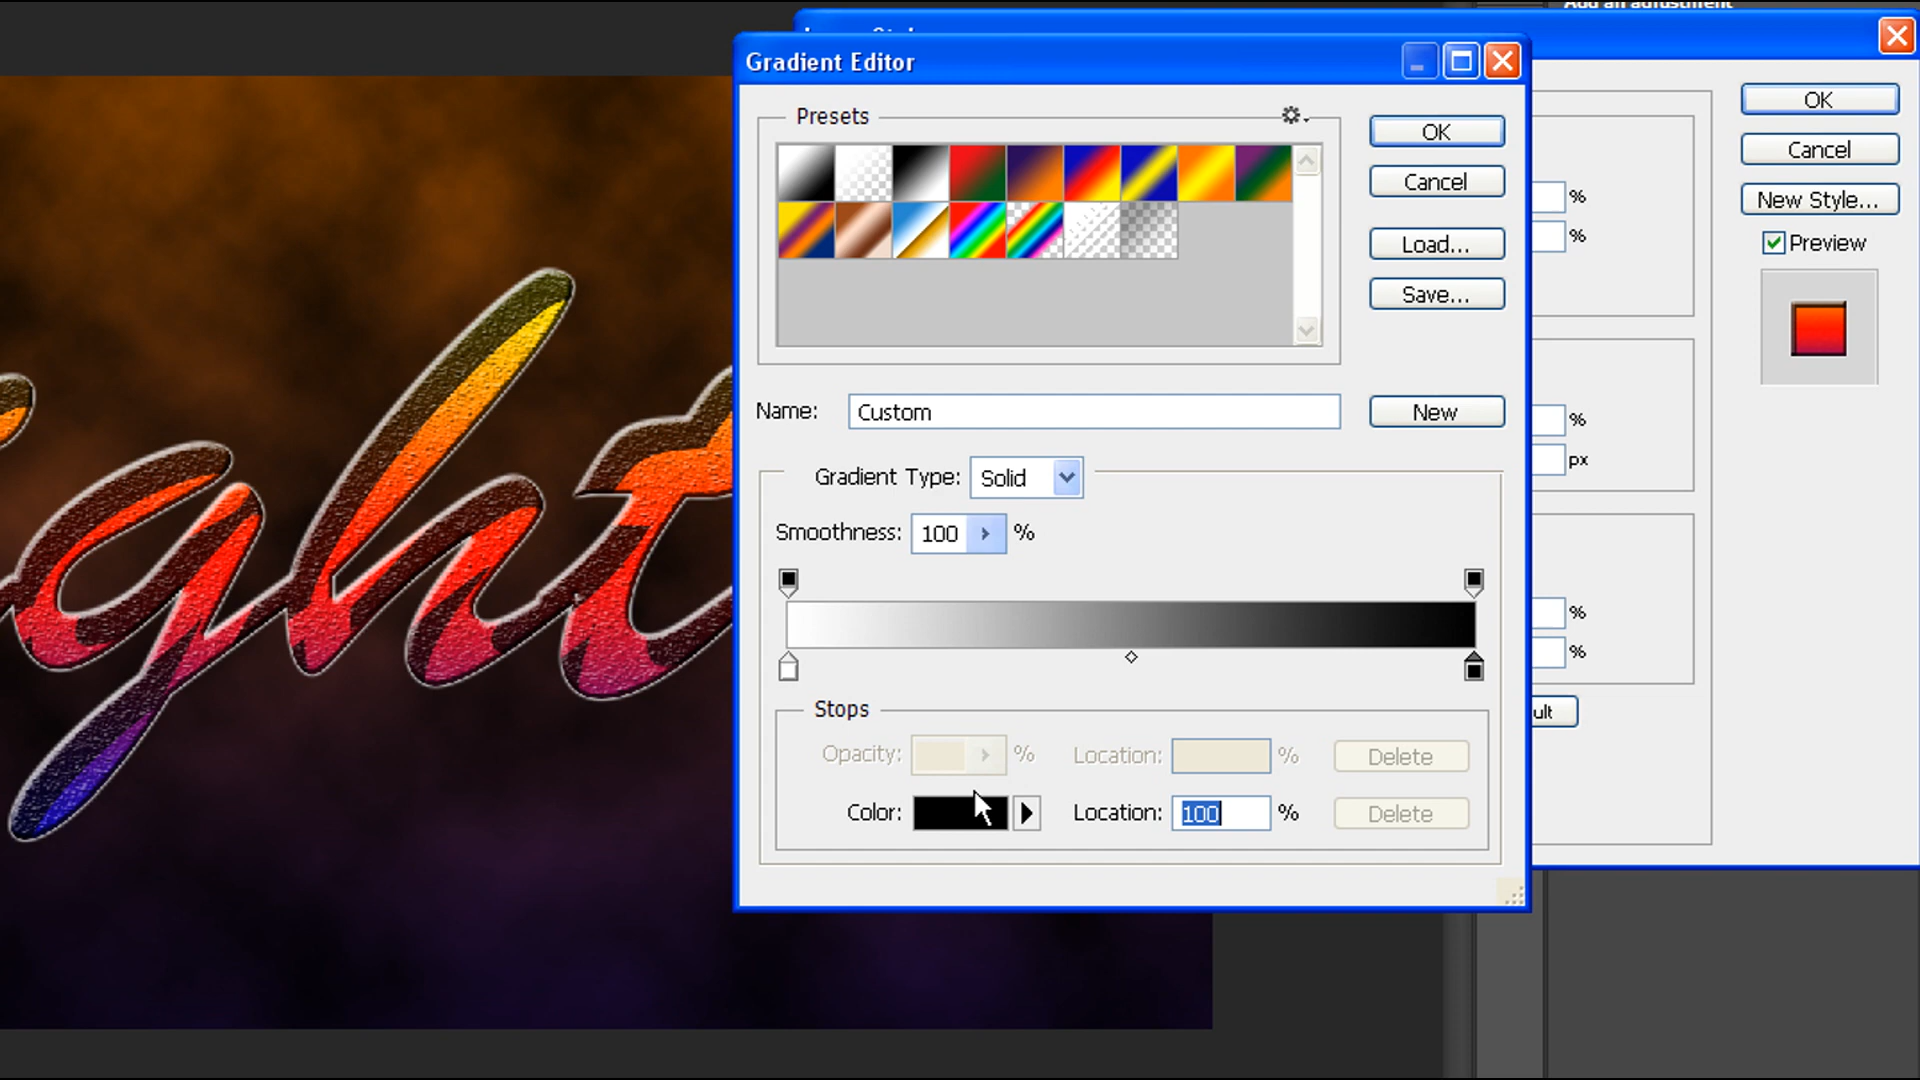 Add an adjustment
Gradient Editor
Presets
OK
Cancel
Load...
Save...
Name:
Custom
New
Gradient Type:
Solid
Smoothness:
100
%
Stops
Opacity:
%
Location:
%
Delete
Color:
Location:
100
%
Delete
OK
Cancel
New Style...
Preview
%
%
%
px
%
%
ult
ight